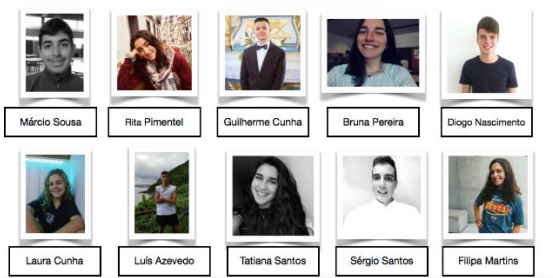 Márcio Sousa
Rita Pimentel
Guilherme Cunha
Bruna Pereira
Diogo Nascimento
Laura Cunha
Luís Azevedo
Tatiana Santos
Sérgio Santos
Filipa Martins